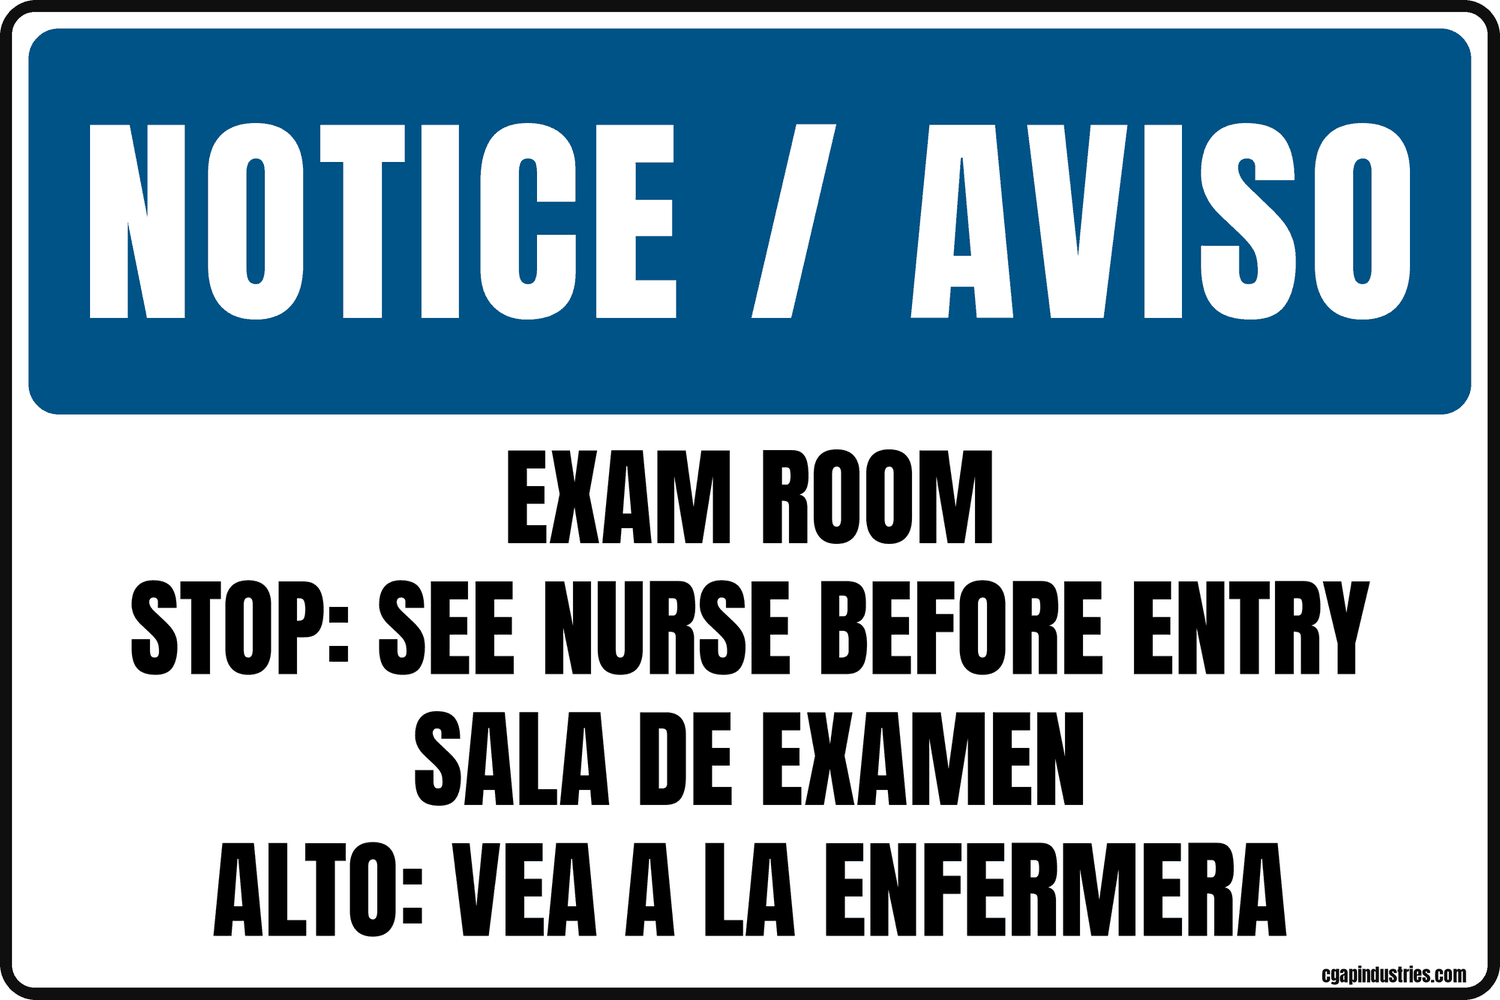 NOTICE / AVISO
EXAM ROOM
STOP: SEE NURSE BEFORE ENTRY
SALA DE EXAMEN
ALTO: VEA A LA ENFERMERA
cgapindustries.com